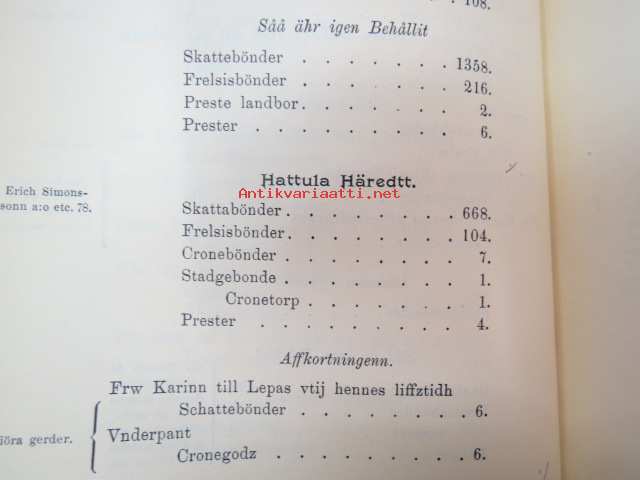 108.
Såå ähr igen Behållit
Skattebönder . . . . . . . 1358.
Frelsisbönder . . . . . . . 216.
Preste landbor . . . . . . . 2.
Prester . . . . . . . . . 6.
Erich Simons-
sonn a:o etc. 78.
Hattula Häredtt.
Antikvariaatti.net
Skattabönder . . . . . . . 668.
Frelsisbönder . . . . . . . 104.
Cronebönder . . . . . . . 7.
Stadgebonde . . . . . . . 1.
Cronetorp . . . . . . . 1.
Prester . . . . . . . . 4.
Affkortningenn.
Frw Karinn till Lepas vtij hennes liffztidh
Schattebönder . . . . . . . 6.
Vnderpant
jöra gerder.
Cronegodz . . . . . . . . 6.